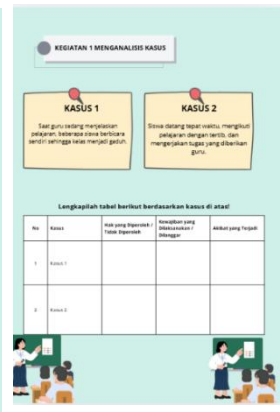 KEGIATAN 1 MENGANALISIS KASUS
KASUS 1
Saat guru sedang menjelaskan
pelajaran, beberapa siswa berbicara
sendiri sehingga kelas menjadi gaduh.
KASUS 2
Siswa datang tepat waktu, mengikuti
pelajaran dengan tertib, dan
mengerjakan tugas yang diberikan
guru.
Lengkapilah tabel berikut berdasarkan kasus di atas!
No
Kasus
Hak yang Diperoleh /
Tidak Diperoleh
Kewajiban yang
Dilaksanakan /
Dilanggar
Akibat yang Terjadi
1
Kasus 1
2
Kasus 2